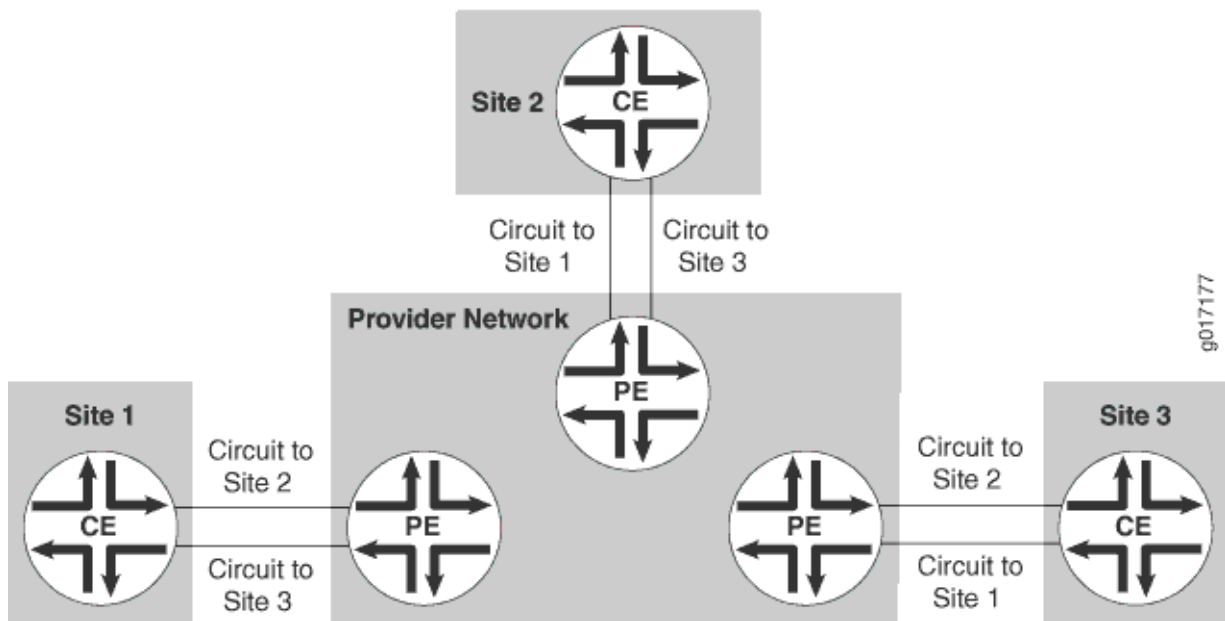 Site 2
CE
Circuit to
Site 1
Circuit to
Site 3
Provider Network
PE
g017177
Site 1
CE
Circuit to
Site 2
Circuit to
Site 3
PE
PE
Circuit to
Site 2
Circuit to
Site 1
Site 3
CE